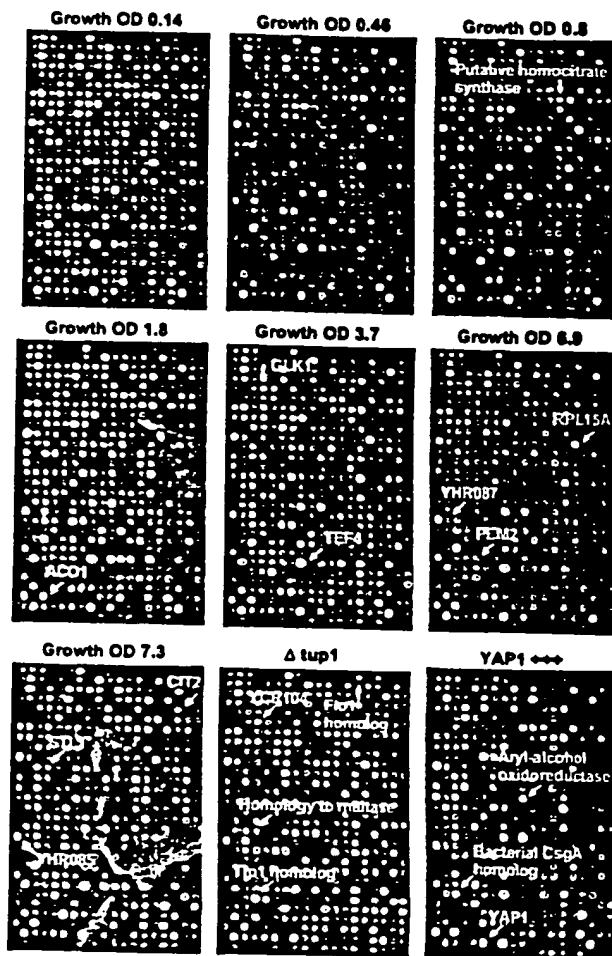 Growth OD 0.14
Growth OD 0.46
Growth OD 0.8
Putative homocitrate
synthase
Growth OD 1.8
Growth OD 3.7
Growth OD 6.9
GLK1
RPL15A
YHR087
TEF4
PEM2
ACO1
Growth OD 7.3
Δ tup1
YAP1 +++
CIT2
YCR104
Flo1
homolog
Aryl-alcohol
oxidoreductase
Homology to maltase
YHR085
Bacterial CsgA
homolog
homolog
YAP1